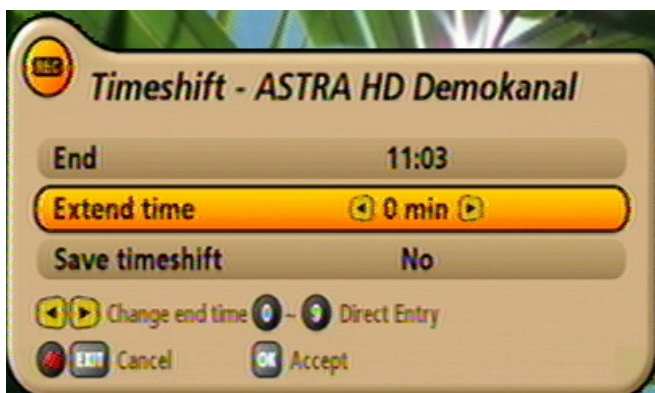 REC
Timeshift - ASTRA HD Demokanal
End 11:03
Extend time 0 min
Save timeshift No
Change end time 0 ~ 9 Direct Entry
EXIT Cancel OK Accept